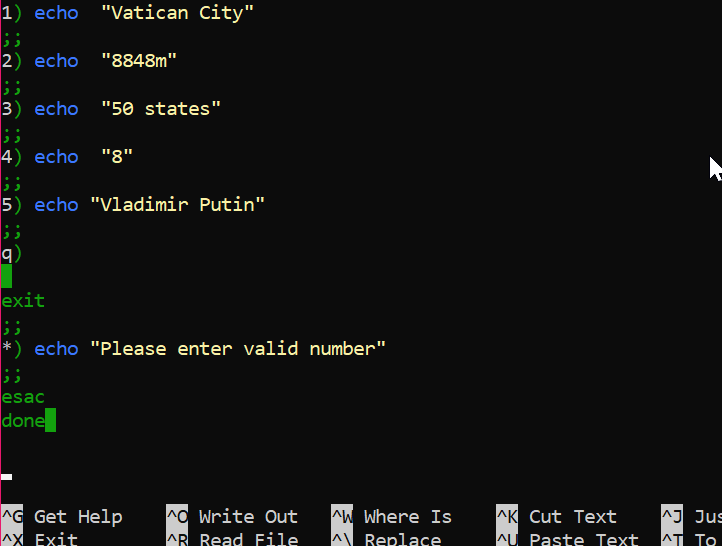 1) echo  "Vatican City"
;;
2) echo  "8848m"
;;
3) echo  "50 states"
;;
4) echo  "8"
;;
5) echo "Vladimir Putin"
;;
q)
exit
;;
*) echo "Please enter valid number"
;;
esac
done
^G Get Help ^O Write Out ^W Where Is ^K Cut Text ^J Jus
^X Exit ^R Read File ^\ Replace ^U Paste Text ^T To